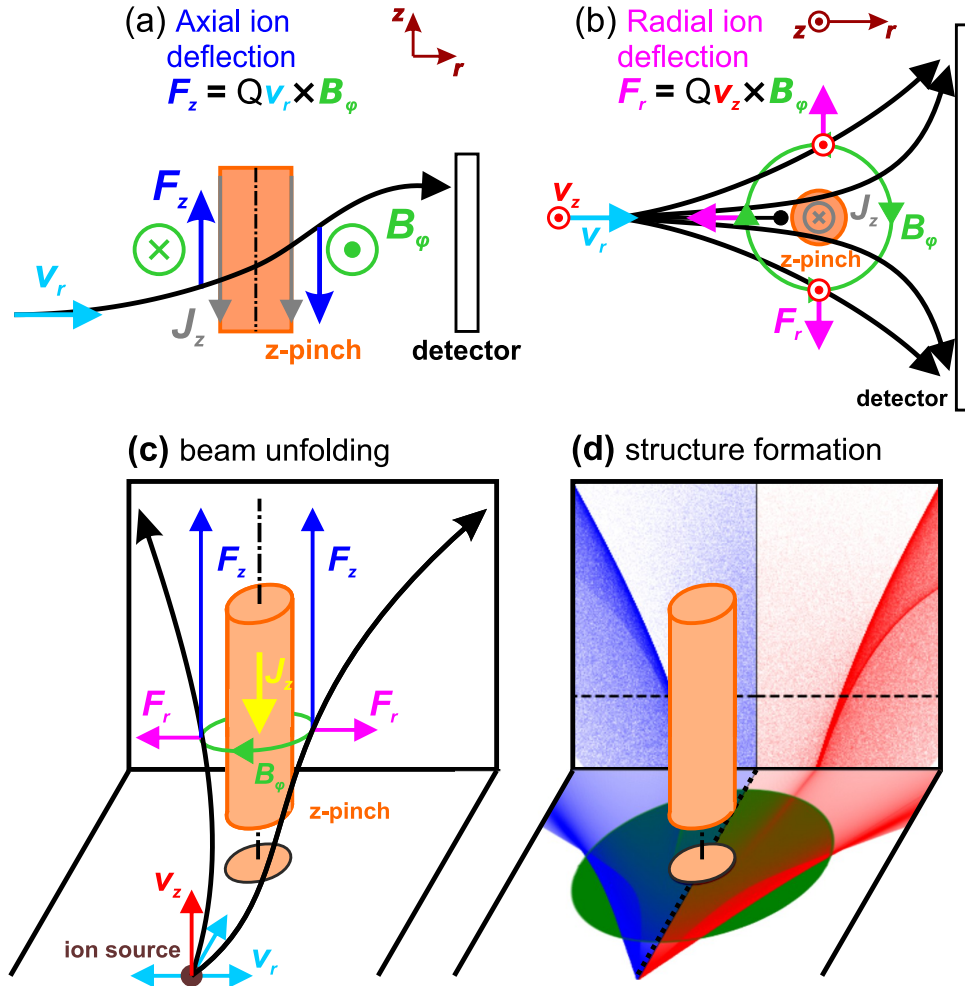 (a) Axial ion
deflection
F_z = Qv_r×B_φ
z
r
F_z
B_φ
v_r
J_z
z-pinch
detector
(b) Radial ion
deflection
F_r = Qv_z×B_φ
z
r
v_z
v_r
J_z
B_φ
z-pinch
F_r
detector
(c) beam unfolding
F_z
F_z
J_z
F_r
F_r
B_φ
z-pinch
v_z
ion source
v_r
(d) structure formation